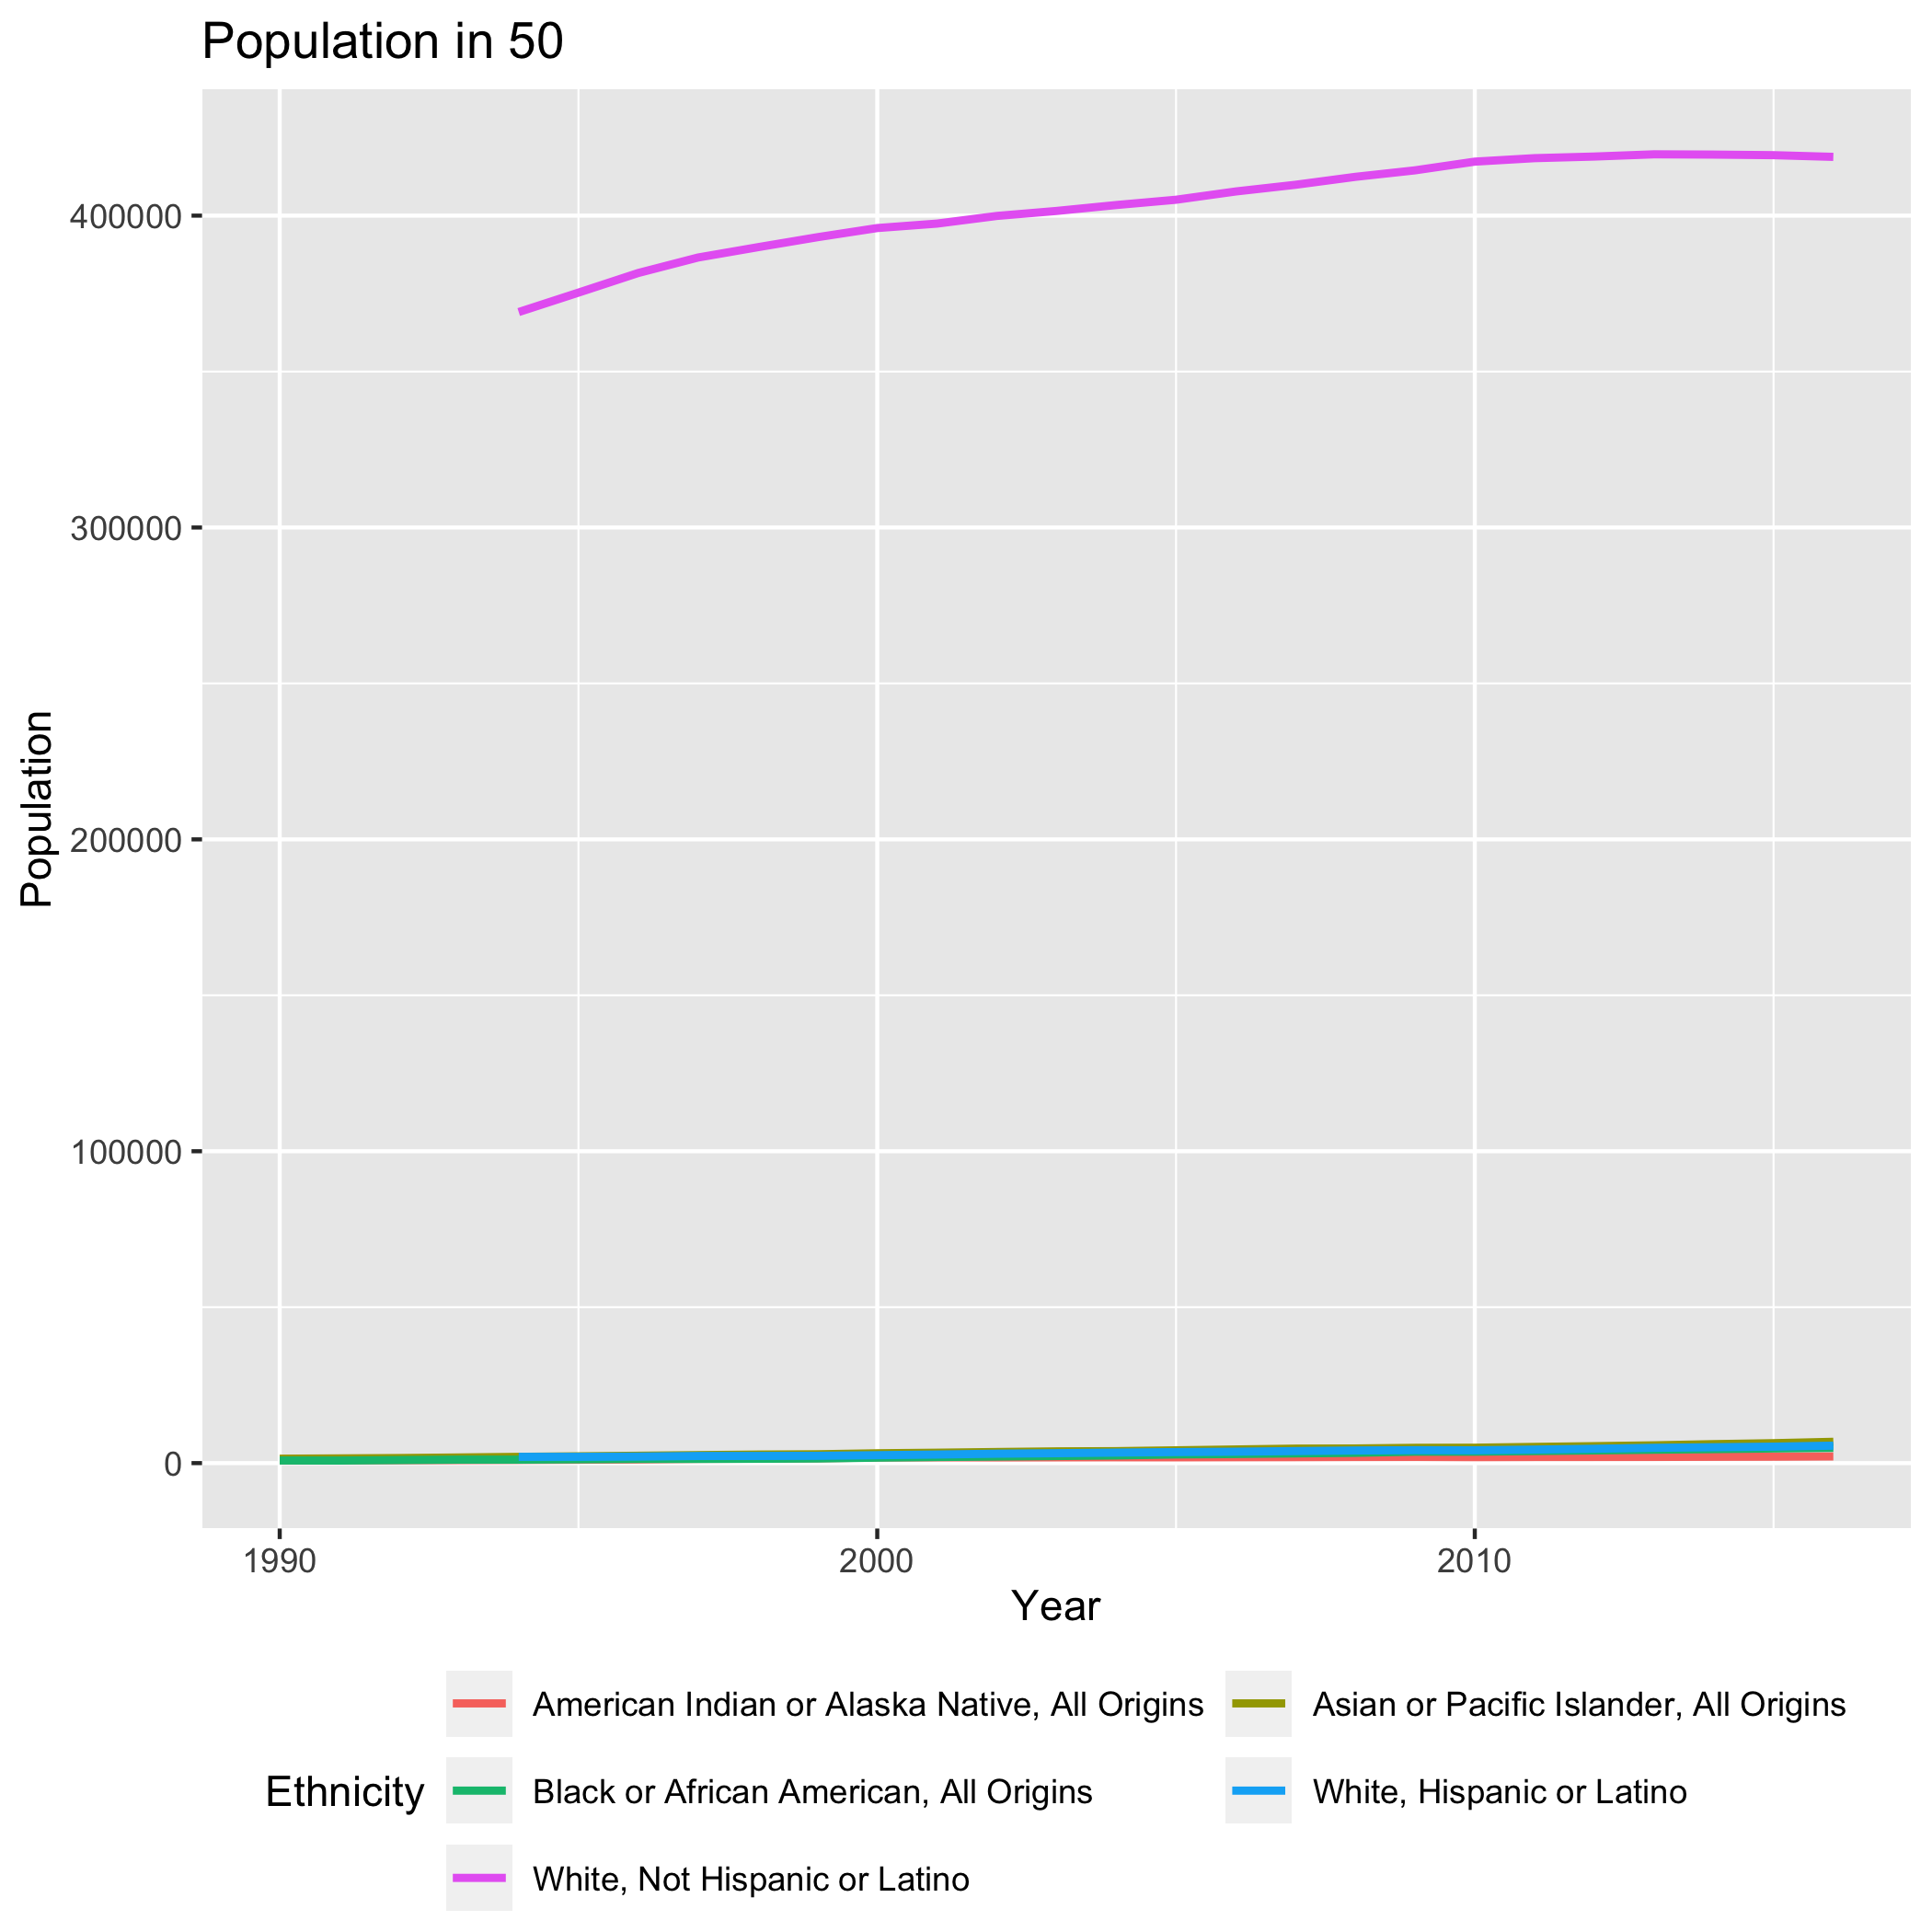 Population in 50
Population
400000
300000
200000
100000
0
1990 2000 2010
Year
Ethnicity
American Indian or Alaska Native, All Origins
Asian or Pacific Islander, All Origins
Black or African American, All Origins
White, Hispanic or Latino
White, Not Hispanic or Latino